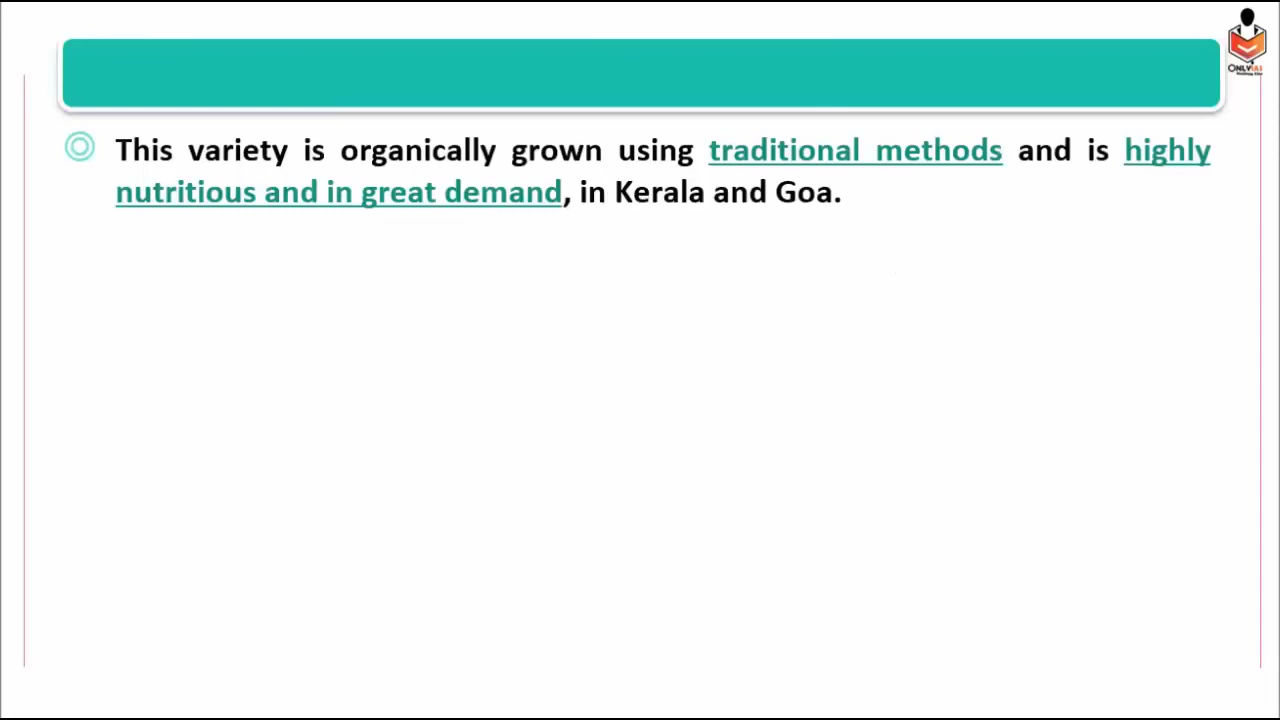 ONLYIAS
This variety is organically grown using traditional methods and is highly
nutritious and in great demand, in Kerala and Goa.